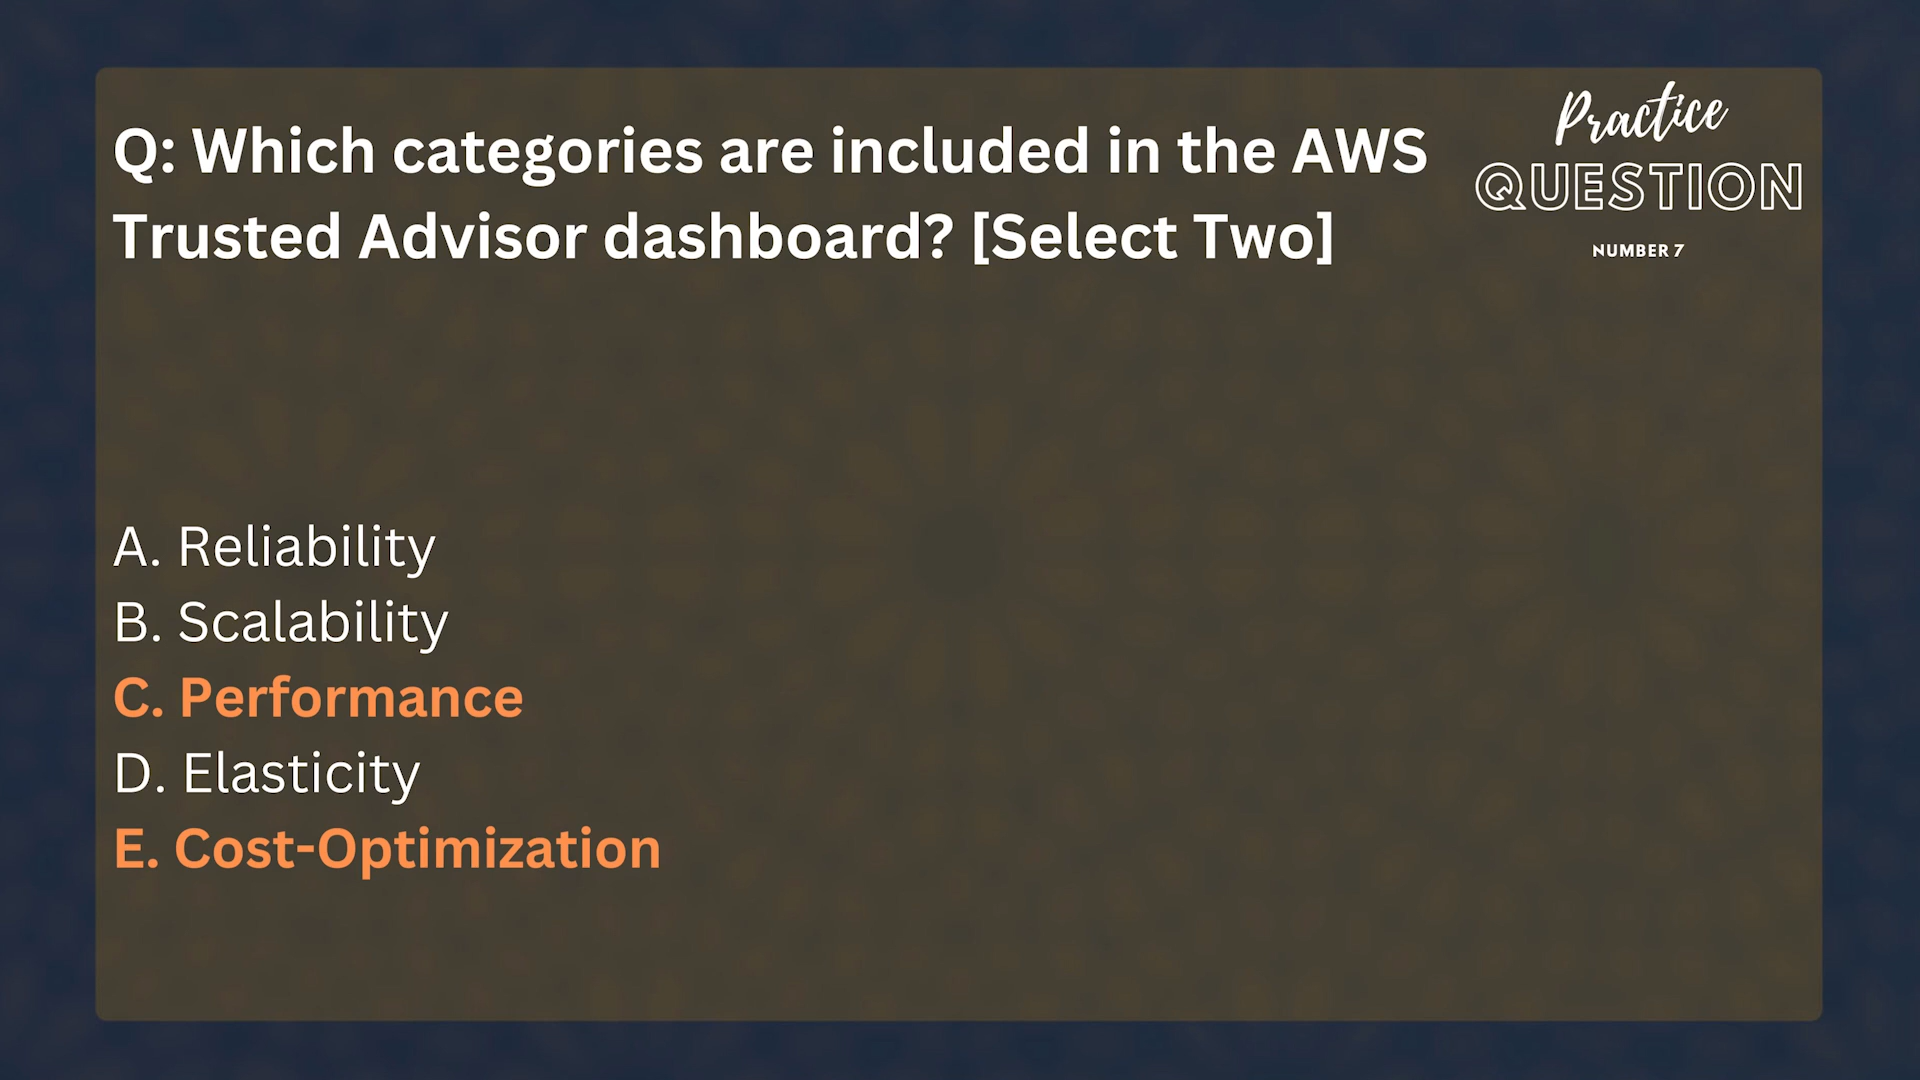 Q: Which categories are included in the AWS
Trusted Advisor dashboard? [Select Two]
Practice
QUESTION
NUMBER 7
A. Reliability
B. Scalability
C. Performance
D. Elasticity
E. Cost-Optimization